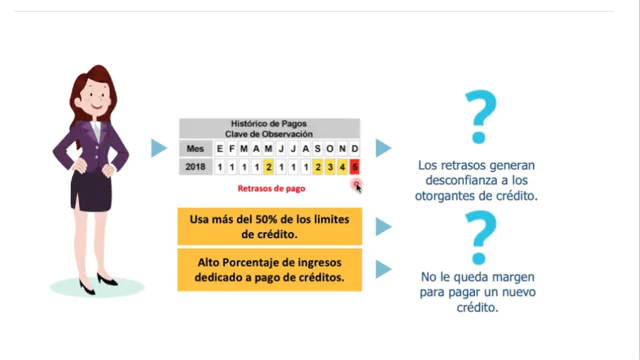 Histórico de Pagos
Clave de Observación
Mes E F M A M J J A S O N D
2018 1 1 1 1 2 1 1 1 2 3 4 5
Retrasos de pago
?
Los retrasos generan
desconfianza a los
otorgantes de crédito.
Usa más del 50% de los limites
de crédito.
Alto Porcentaje de ingresos
dedicado a pago de créditos.
?
No le queda margen
para pagar un nuevo
crédito.